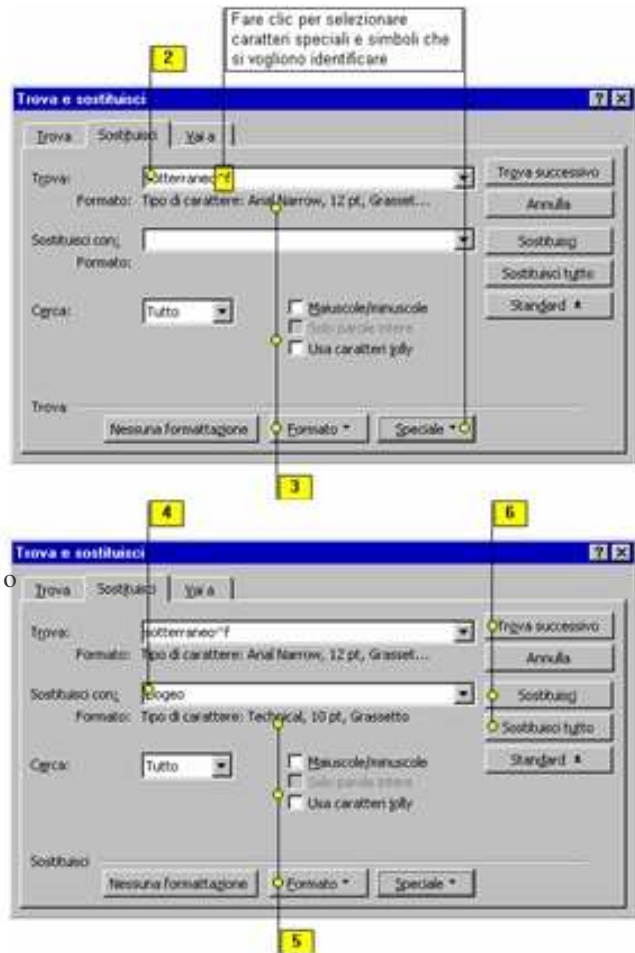 Fare clic per selezionare
caratteri speciali e simboli che
si vogliono identificare
2
Trova e sostituisci
Trova Sostituisci Vai a
Trova: sotterraneo^f Trova successivo
Formato: Tipo di carattere: Arial Narrow, 12 pt, Grasset...
Annulla
Sostituisci con: Sostituisci
Formato:
Sostituisci tutto
Cerca: Tutto Maiuscole/minuscole Standard
Solo parole intere
Usa caratteri jolly
Trova
Nessuna formattazione Formato Speciale
3
4 6
Trova e sostituisci
o
Trova Sostituisci Vai a
Trova: sotterraneo^f Trova successivo
Formato: Tipo di carattere: Arial Narrow, 12 pt, Grasset...
Annulla
Sostituisci con: Sostituisci
Formato: Tipo di carattere: Technical, 10 pt, Grassetto
Sostituisci tutto
Cerca: Tutto Maiuscole/minuscole Standard
Solo parole intere
Usa caratteri jolly
Sostituisci
Nessuna formattazione Formato Speciale
5